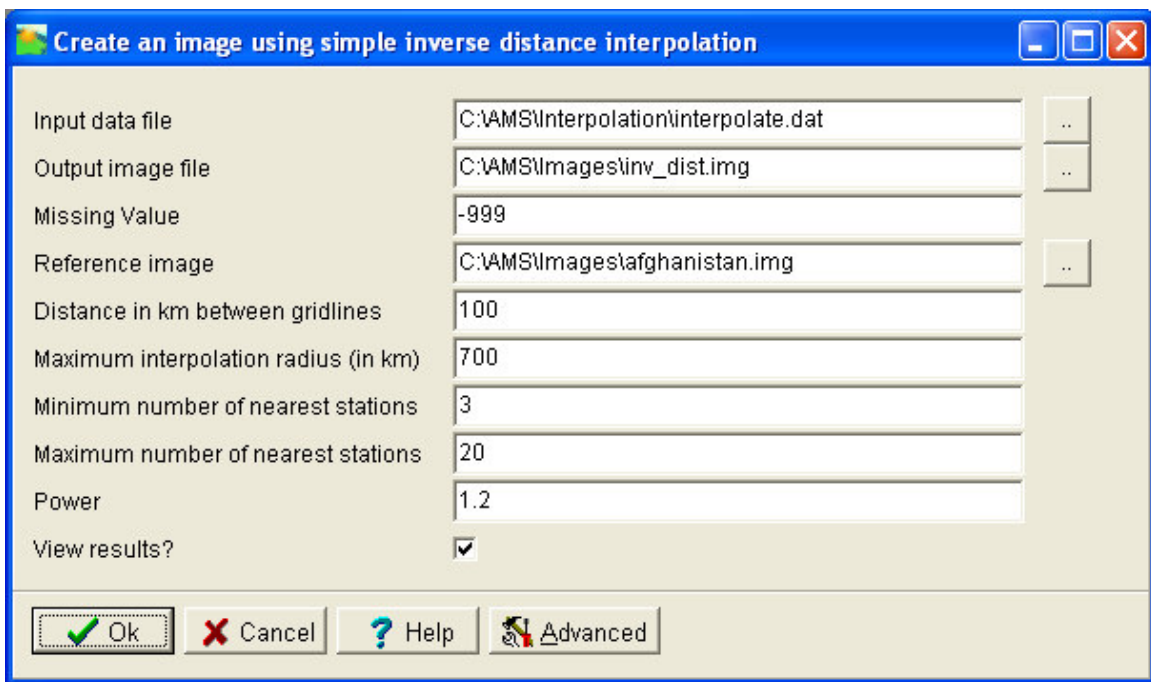 Create an image using simple inverse distance interpolation
Input data file C:\AMS\Interpolation\interpolate.dat ..
Output image file C:\AMS\Images\inv_dist.img ..
Missing Value -999
Reference image C:\AMS\Images\afghanistan.img ..
Distance in km between gridlines 100
Maximum interpolation radius (in km) 700
Minimum number of nearest stations 3
Maximum number of nearest stations 20
Power 1.2
View results?
Ok Cancel Help Advanced